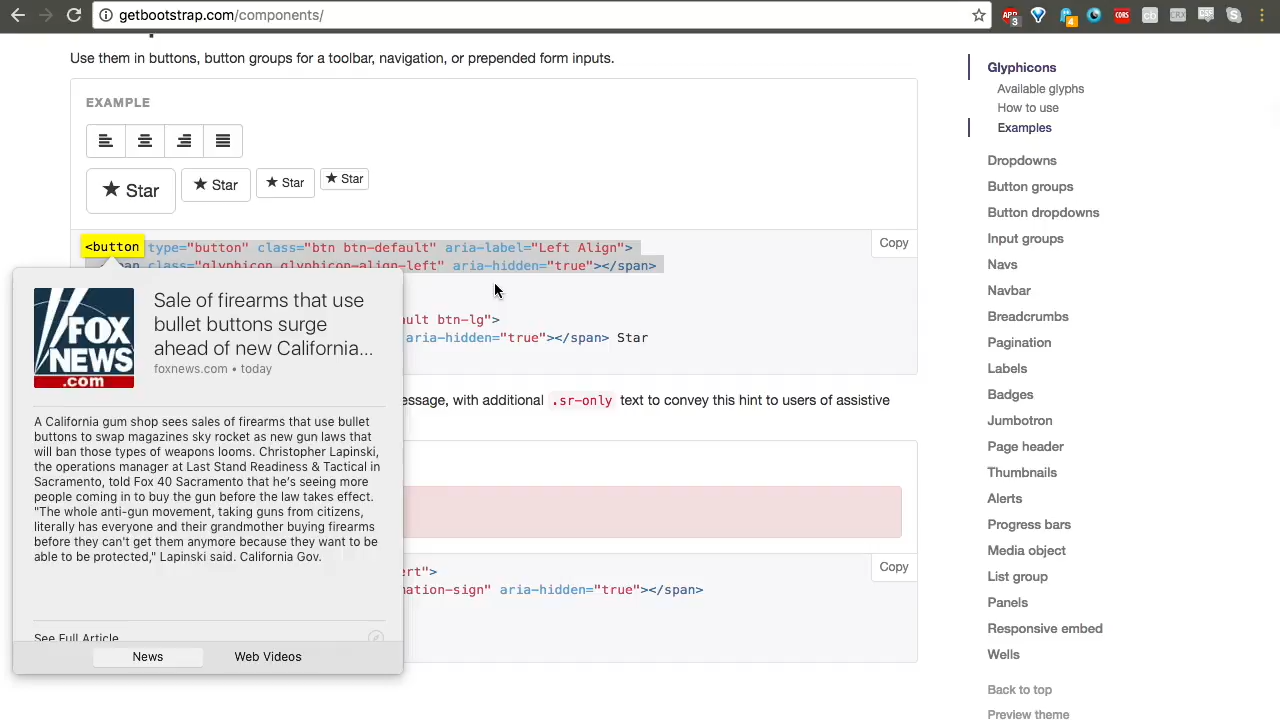 getbootstrap.com/components/
ABP 3
4
CORS
cb
CRX
CSS
Use them in buttons, button groups for a toolbar, navigation, or prepended form inputs.
EXAMPLE
Star
Star
Star
Star
Copy
<button type="button" class="btn btn-default" aria-label="Left Align">
span class="glyphicon glyphicon-align-left" aria-hidden="true"></span>
ult btn-lg">
aria-hidden="true"></span> Star
FOX
NEWS
.com
Sale of firearms that use
bullet buttons surge
ahead of new California...
foxnews.com • today
A California gum shop sees sales of firearms that use bullet
buttons to swap magazines sky rocket as new gun laws that
will ban those types of weapons looms. Christopher Lapinski,
the operations manager at Last Stand Readiness & Tactical in
Sacramento, told Fox 40 Sacramento that he's seeing more
people coming in to buy the gun before the law takes effect.
"The whole anti-gun movement, taking guns from citizens,
literally has everyone and their grandmother buying firearms
before they can't get them anymore because they want to be
able to be protected," Lapinski said. California Gov.
See Full Article
News
Web Videos
essage, with additional .sr-only text to convey this hint to users of assistive
Copy
ert">
nation-sign" aria-hidden="true"></span>
Glyphicons
Available glyphs
How to use
Examples
Dropdowns
Button groups
Button dropdowns
Input groups
Navs
Navbar
Breadcrumbs
Pagination
Labels
Badges
Jumbotron
Page header
Thumbnails
Alerts
Progress bars
Media object
List group
Panels
Responsive embed
Wells
Back to top
Preview theme